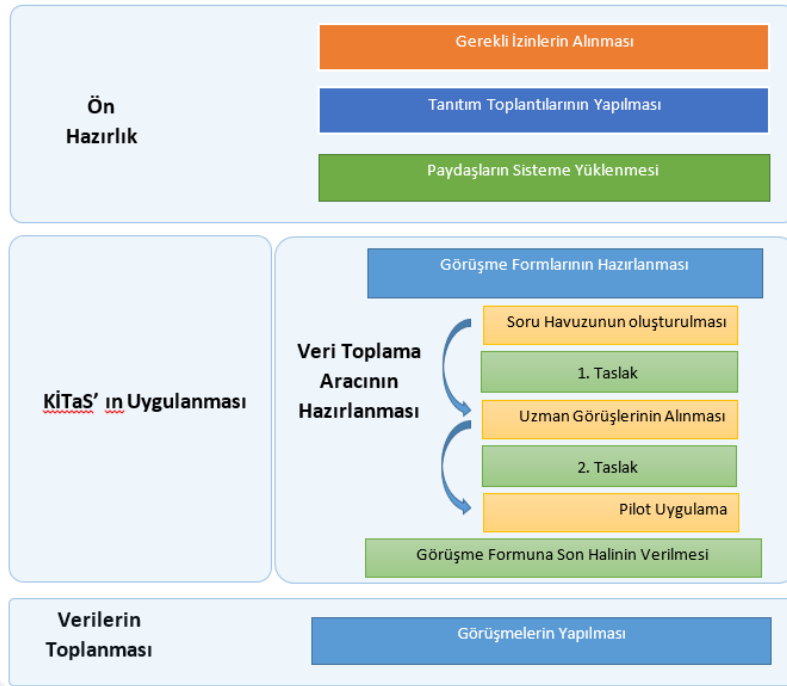 Ön
Hazırlık
Gerekli İzinlerin Alınması
Tanıtım Toplantılarının Yapılması
Paydaşların Sisteme Yüklenmesi
KİTaS’ ın Uygulanması
Veri Toplama
Aracının
Hazırlanması
Görüşme Formlarının Hazırlanması
Soru Havuzunun oluşturulması
1. Taslak
Uzman Görüşlerinin Alınması
2. Taslak
Pilot Uygulama
Görüşme Formuna Son Halinin Verilmesi
Verilerin
Toplanması
Görüşmelerin Yapılması